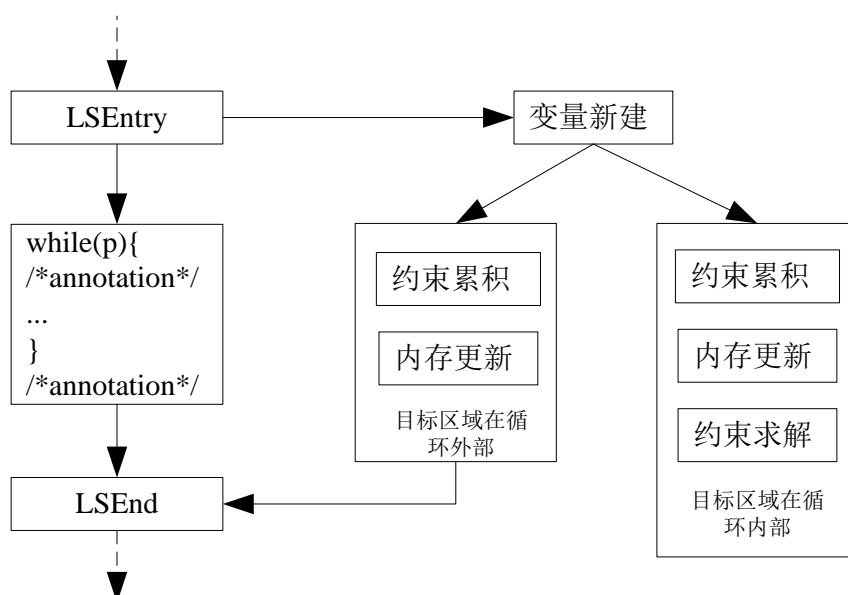 LSEntry
变量新建
while(p){
/*annotation*/
...
}
/*annotation*/
约束累积
内存更新
目标区域在循
环外部
约束累积
内存更新
约束求解
目标区域在循
环内部
LSEnd